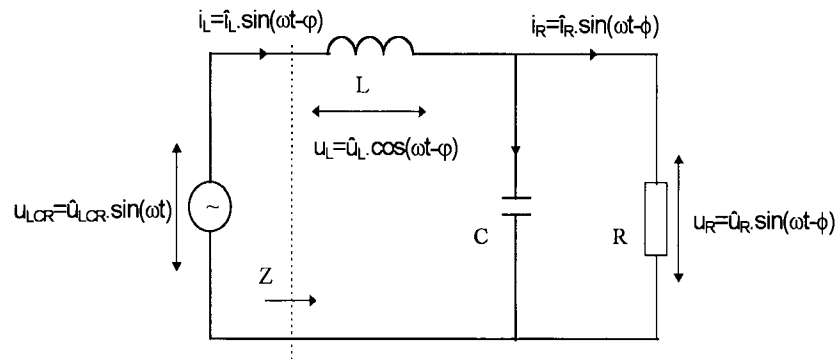 i_L=î_L.sin(ωt-φ)
i_R=î_R.sin(ωt-ϕ)
L
u_L=û_L.cos(ωt-φ)
u_LCR=û_LCR.sin(ωt)
~
C
R
u_R=û_R.sin(ωt-ϕ)
Z